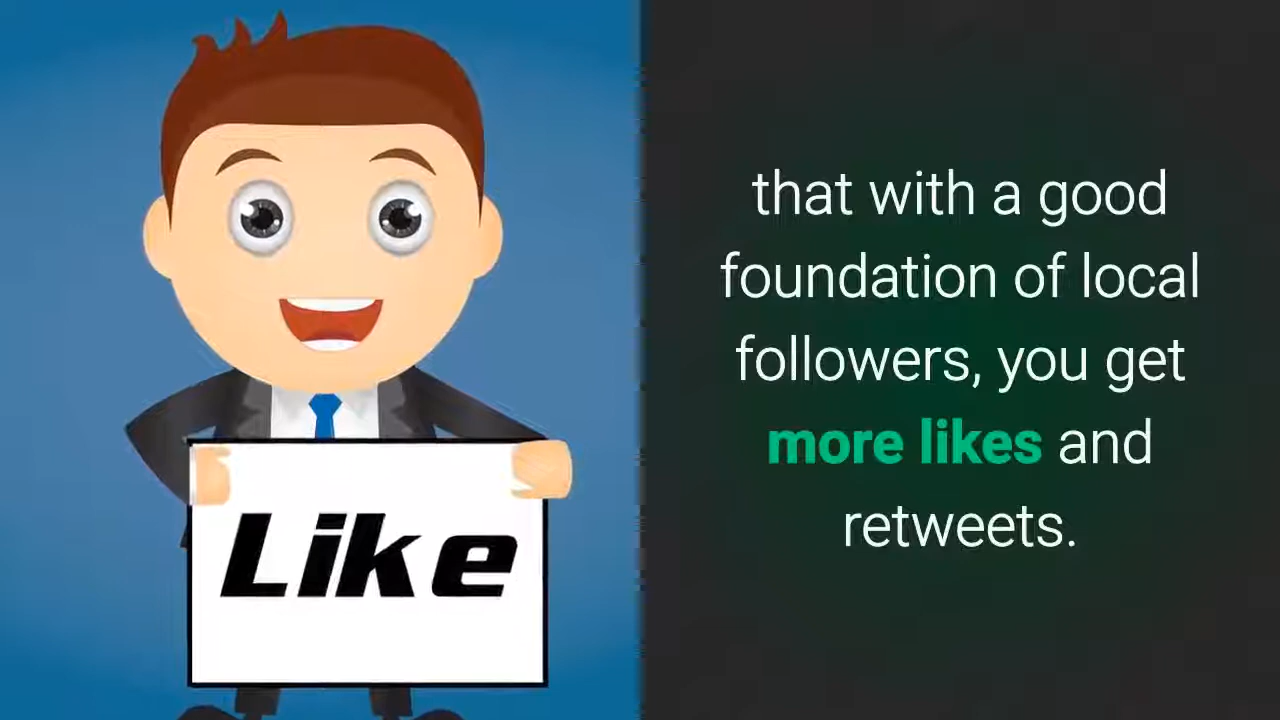 Like
that with a good
foundation of local
followers, you get
more likes and
retweets.